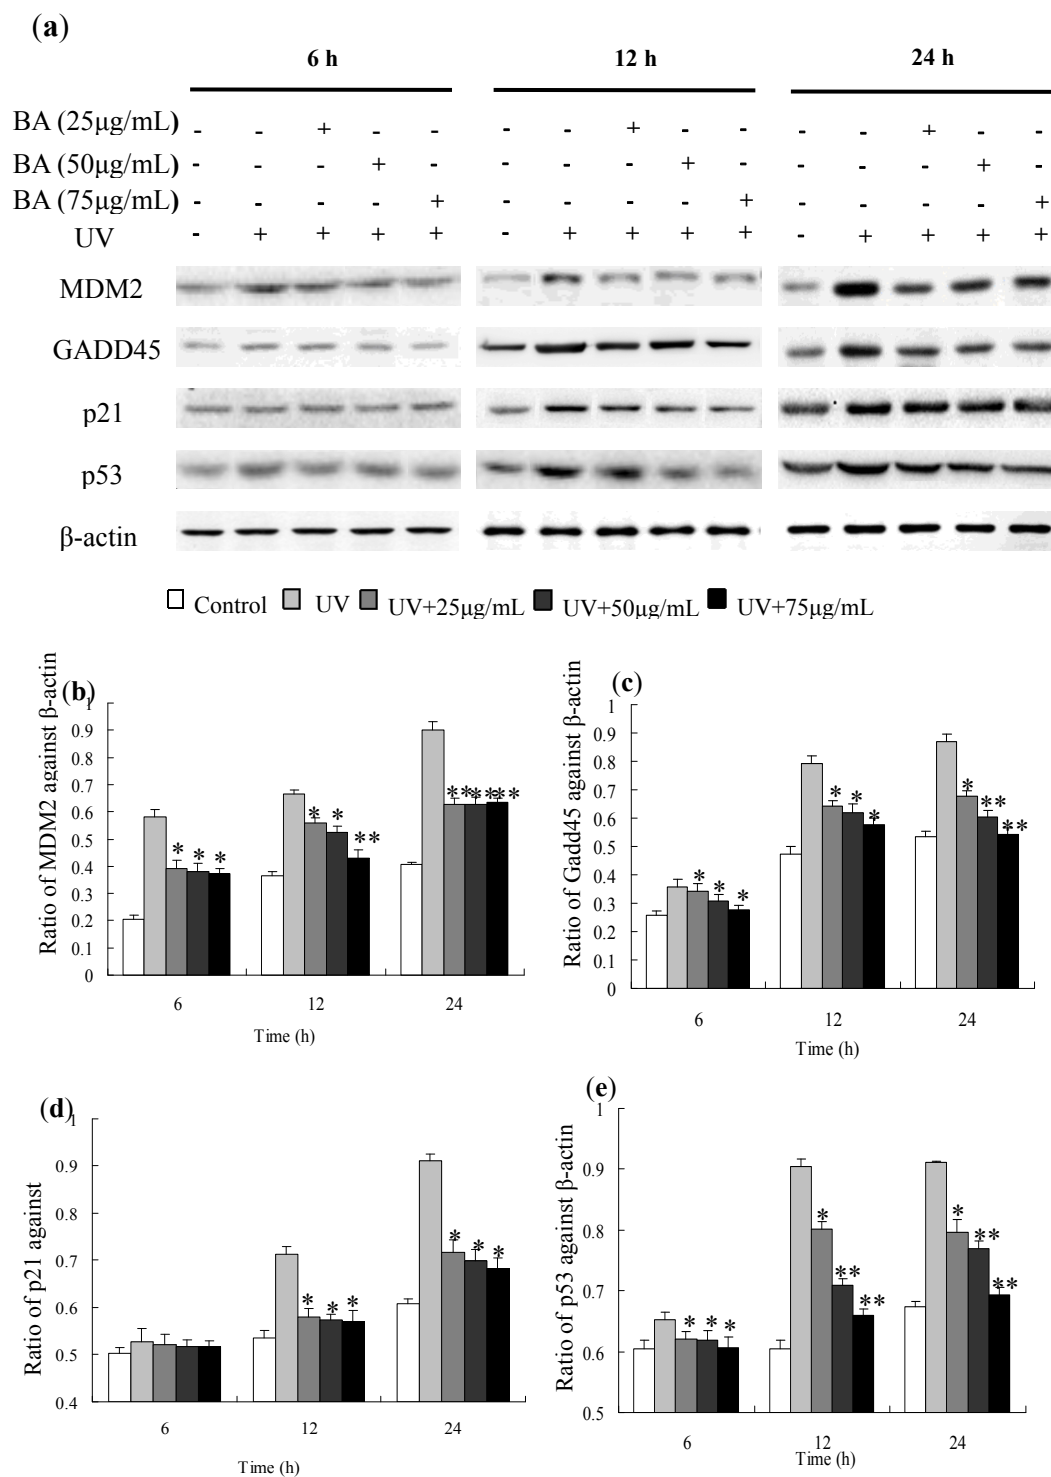 (a)
6 h 12 h 24 h
BA (25μg/mL) - - + - - - - + - - - - + - -
BA (50μg/mL) - - - + - - - - + - - - - + -
BA (75μg/mL) - - - - + - - - - + - - - - +
UV - + + + + - + + + + - + + + +
MDM2
GADD45
p21
p53
β-actin
Control UV UV+25μg/mL UV+50μg/mL UV+75μg/mL
(b)
Ratio of MDM2 against β-actin
1
0.9
0.8
0.7
0.6
0.5
0.4
0.3
0.2
0.1
0
* * * * * ** ** ** **
6 12 24
Time (h)
(c)
Ratio of Gadd45 against β-actin
1
0.9
0.8
0.7
0.6
0.5
0.4
0.3
0.2
0.1
0
* * * * * * * ** **
6 12 24
Time (h)
(d)
Ratio of p21 against
1
0.9
0.8
0.7
0.6
0.5
0.4
* * * * * *
6 12 24
Time (h)
(e)
Ratio of p53 against β-actin
1
0.9
0.8
0.7
0.6
0.5
* * * * ** ** * ** **
6 12 24
Time (h)